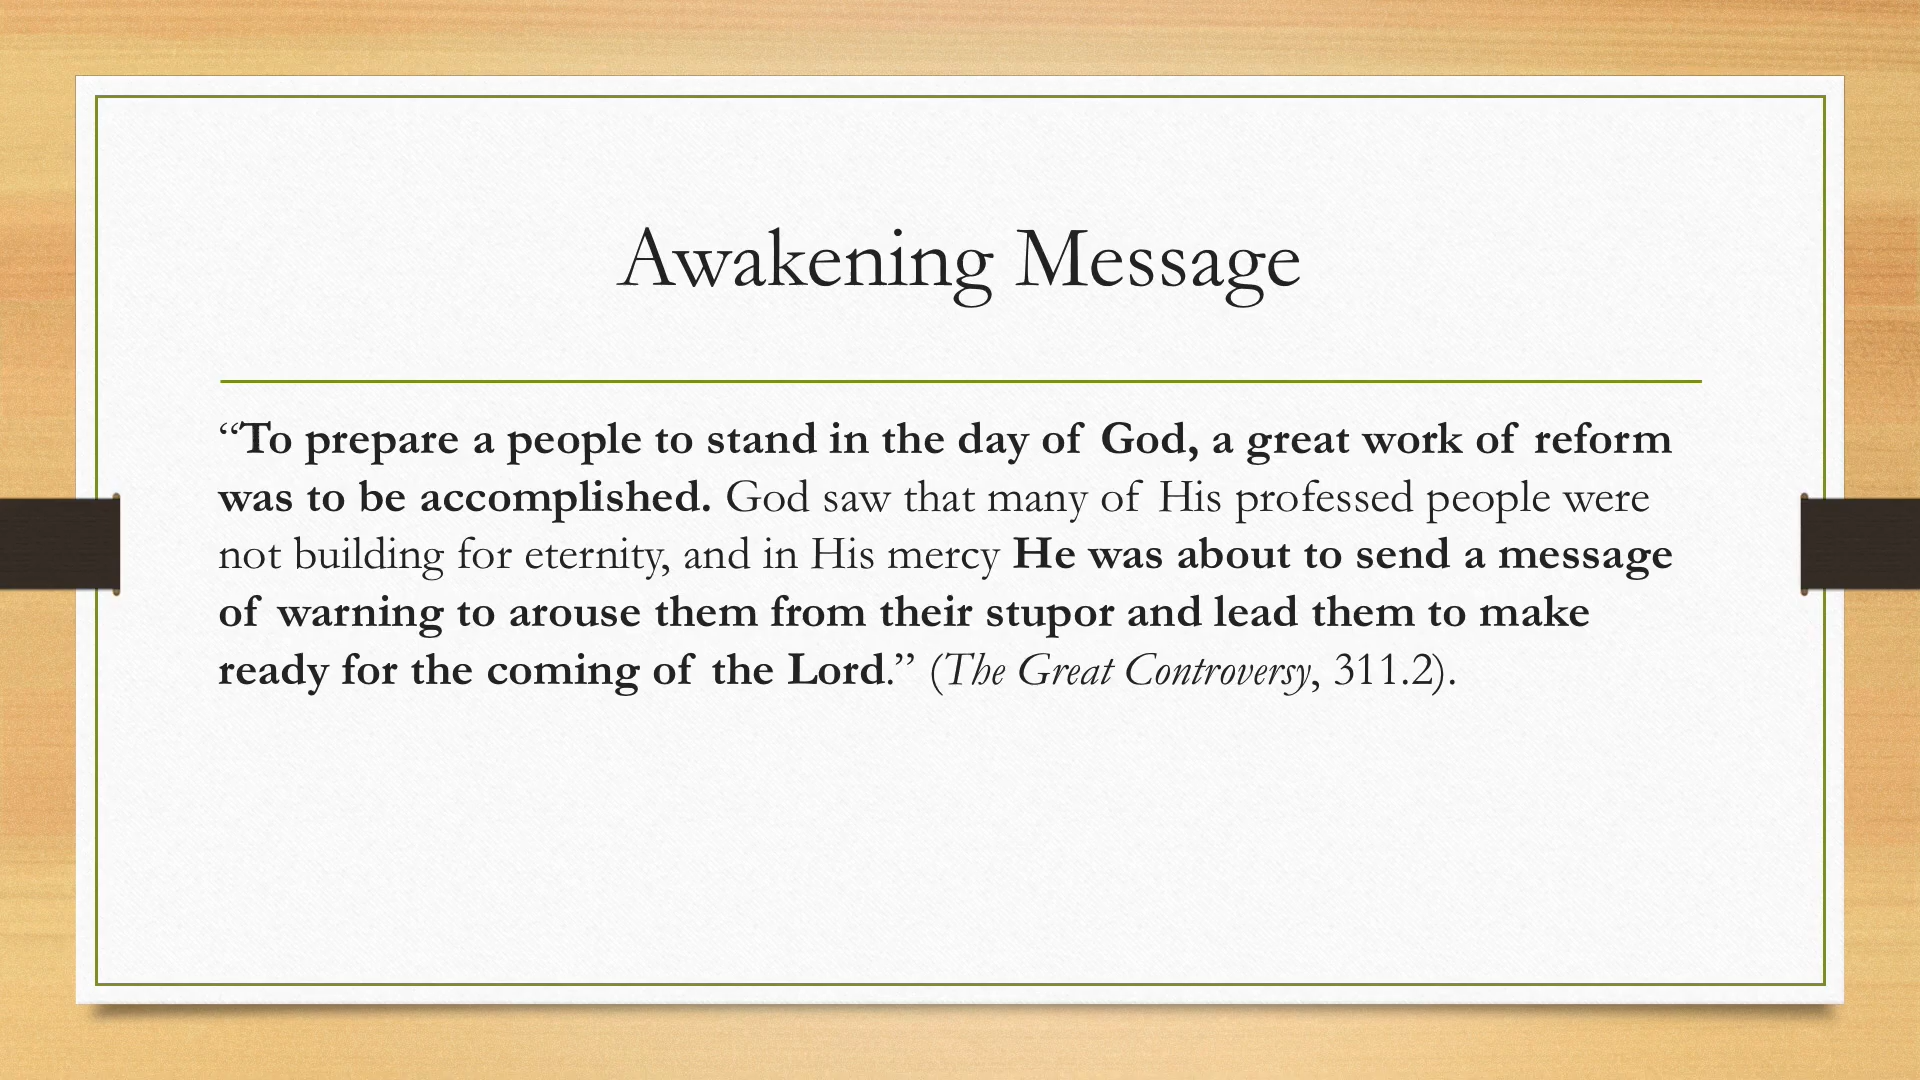 Awakening Message
“To prepare a people to stand in the day of God, a great work of reform
was to be accomplished. God saw that many of His professed people were
not building for eternity, and in His mercy He was about to send a message
of warning to arouse them from their stupor and lead them to make
ready for the coming of the Lord.” (The Great Controversy, 311.2).